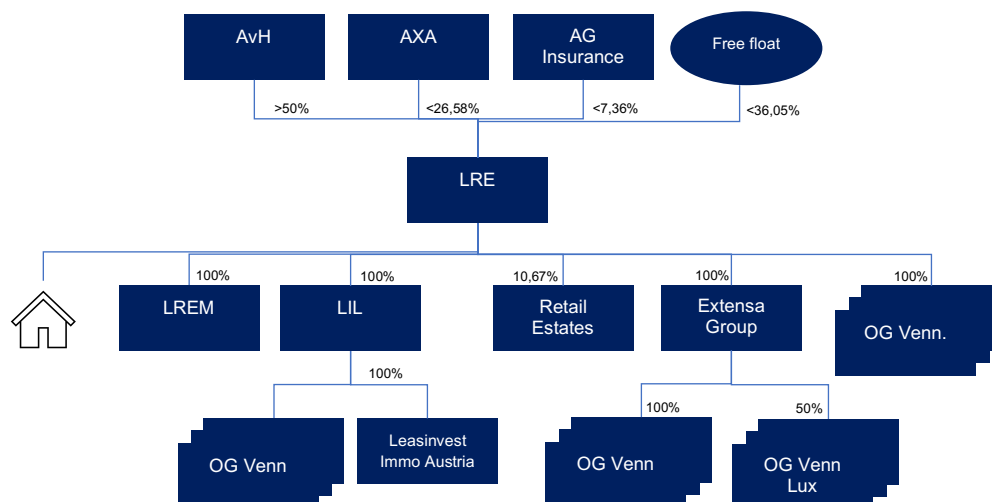 AvH
AXA
AG
Insurance
Free float
>50%
<26,58%
<7,36%
<36,05%
LRE
100%
100%
10,67%
100%
100%
LREM
LIL
Retail
Estates
Extensa
Group
OG Venn.
100%
100%
50%
OG Venn
Leasinvest
Immo Austria
OG Venn
OG Venn
Lux